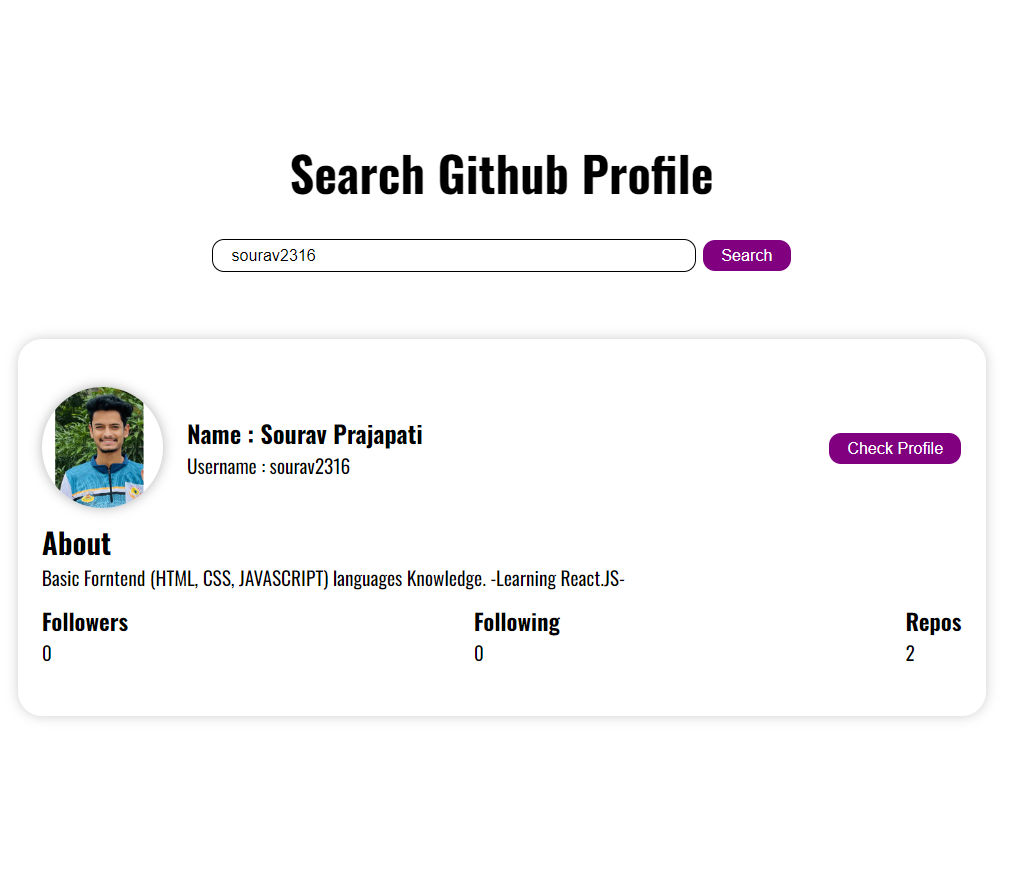 Search Github Profile
sourav2316 Search
Name : Sourav Prajapati
Username : sourav2316
Check Profile
About
Basic Forntend (HTML, CSS, JAVASCRIPT) languages Knowledge. -Learning React.JS-
Followers Following Repos
0 0 2